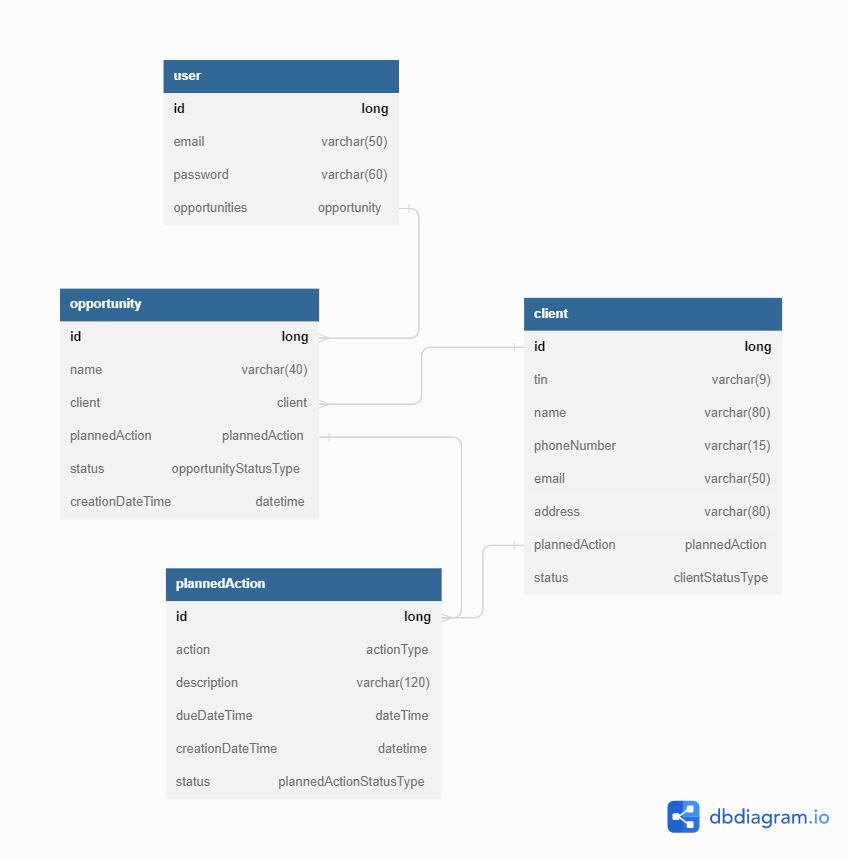 user
id long
email varchar(50)
password varchar(60)
opportunities opportunity
opportunity
id long
name varchar(40)
client client
plannedAction plannedAction
status opportunityStatusType
creationDateTime datetime
client
id long
tin varchar(9)
name varchar(80)
phoneNumber varchar(15)
email varchar(50)
address varchar(80)
plannedAction plannedAction
status clientStatusType
plannedAction
id long
action actionType
description varchar(120)
dueDateTime dateTime
creationDateTime datetime
status plannedActionStatusType
dbdiagram.io